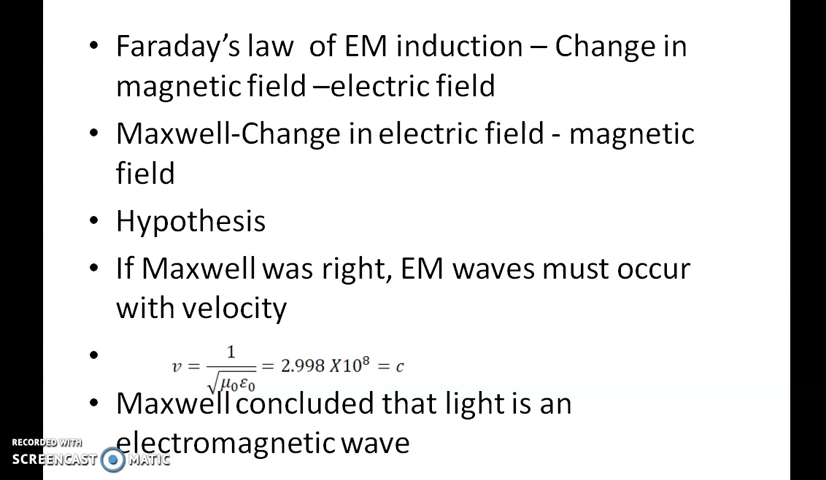 • Faraday's law of EM induction – Change in
magnetic field –electric field
• Maxwell-Change in electric field - magnetic
field
• Hypothesis
• If Maxwell was right, EM waves must occur
with velocity
• v = 1/√μ₀ε₀ = 2.998 X10⁸ = c
• Maxwell concluded that light is an
electromagnetic wave
RECORDED WITH
SCREENCAST MATIC